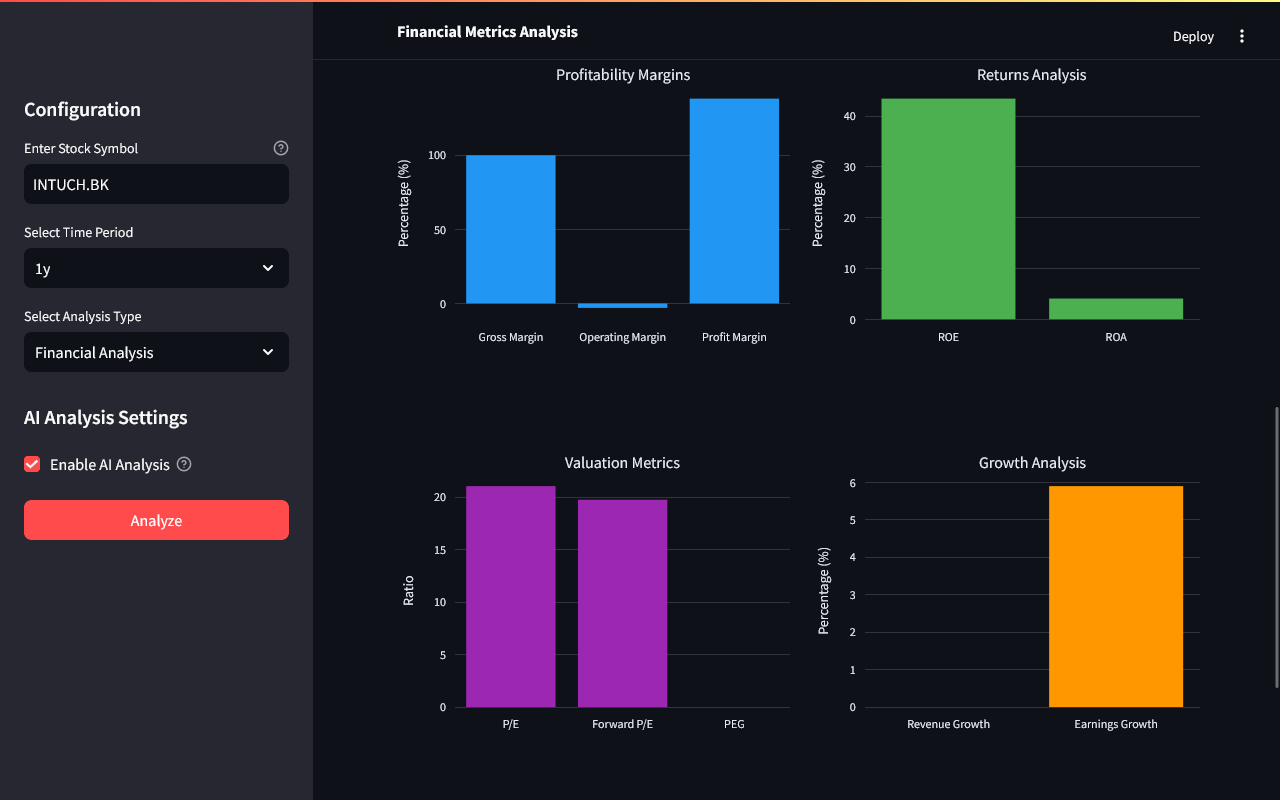 Financial Metrics Analysis
Deploy
Configuration
Enter Stock Symbol
INTUCH.BK
Select Time Period
1y
Select Analysis Type
Financial Analysis
AI Analysis Settings
Enable AI Analysis
Analyze
Profitability Margins
Percentage (%)
100
50
0
Gross Margin
Operating Margin
Profit Margin
Returns Analysis
Percentage (%)
40
30
20
10
0
ROE
ROA
Valuation Metrics
Ratio
20
15
10
5
0
P/E
Forward P/E
PEG
Growth Analysis
Percentage (%)
6
5
4
3
2
1
0
Revenue Growth
Earnings Growth